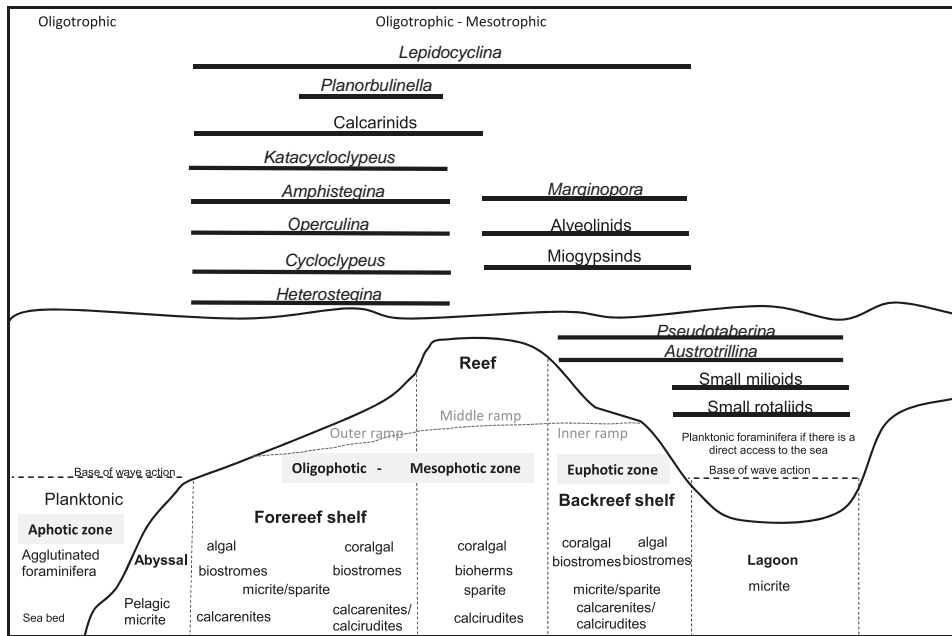 Oligotrophic
Oligotrophic - Mesotrophic
Lepidocyclina
Planorbulinella
Calcarinids
Katacycloclypeus
Amphistegina
Marginopora
Operculina
Alveolinids
Cycloclypeus
Miogypsinds
Heterostegina
Pseudotaberina
Austrotrillina
Reef
Small milioids
Small rotaliids
Middle ramp
Outer ramp
Inner ramp
Planktonic foraminifera if there is a
direct access to the sea
Base of wave action
Base of wave action
Oligophotic - Mesophotic zone
Euphotic zone
Planktonic
Backreef shelf
Aphotic zone
Forereef shelf
Agglutinated
foraminifera
Abyssal
algal
biostromes
coralgal
biostromes
micrite/sparite
coralgal
bioherms
sparite
coralgal
biostromes
algal
biostromes
micrite/sparite
Lagoon
micrite
Sea bed
Pelagic
micrite
calcarenites
calcarenites/
calcirudites
calcirudites
calcarenites/
calcirudites